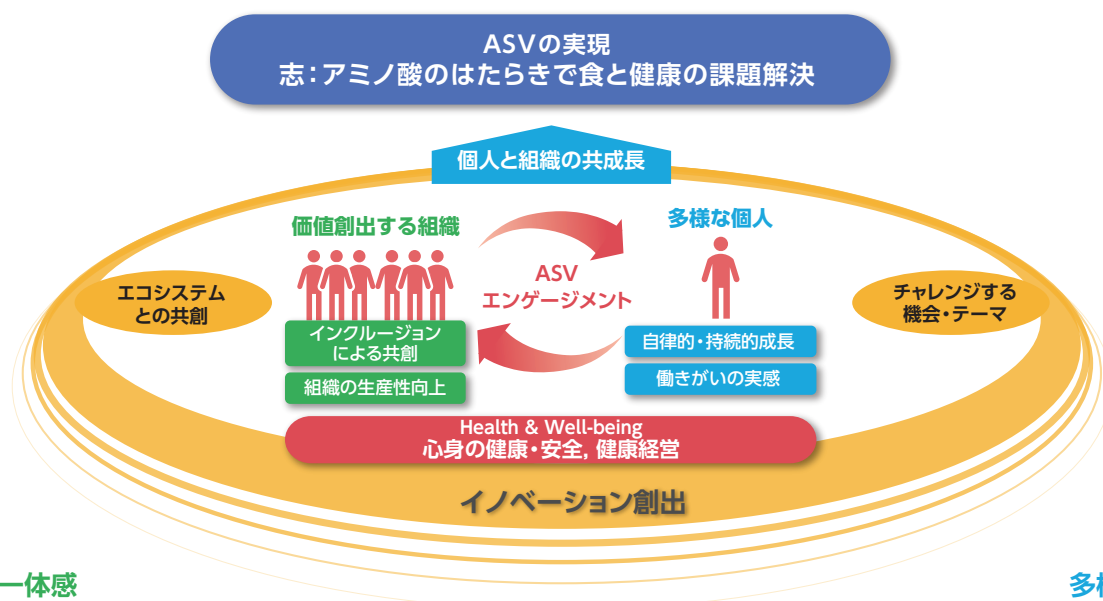 ASVの実現
志：アミノ酸のはたらきで食と健康の課題解決
個人と組織の共成長
価値創出する組織
多様な個人
ASV
エンゲージメント
エコシステム
との共創
チャレンジする
機会・テーマ
インクルージョン
による共創
組織の生産性向上
自律的・持続的成長
働きがいの実感
Health & Well-being
心身の健康・安全, 健康経営
イノベーション創出
一体感
多